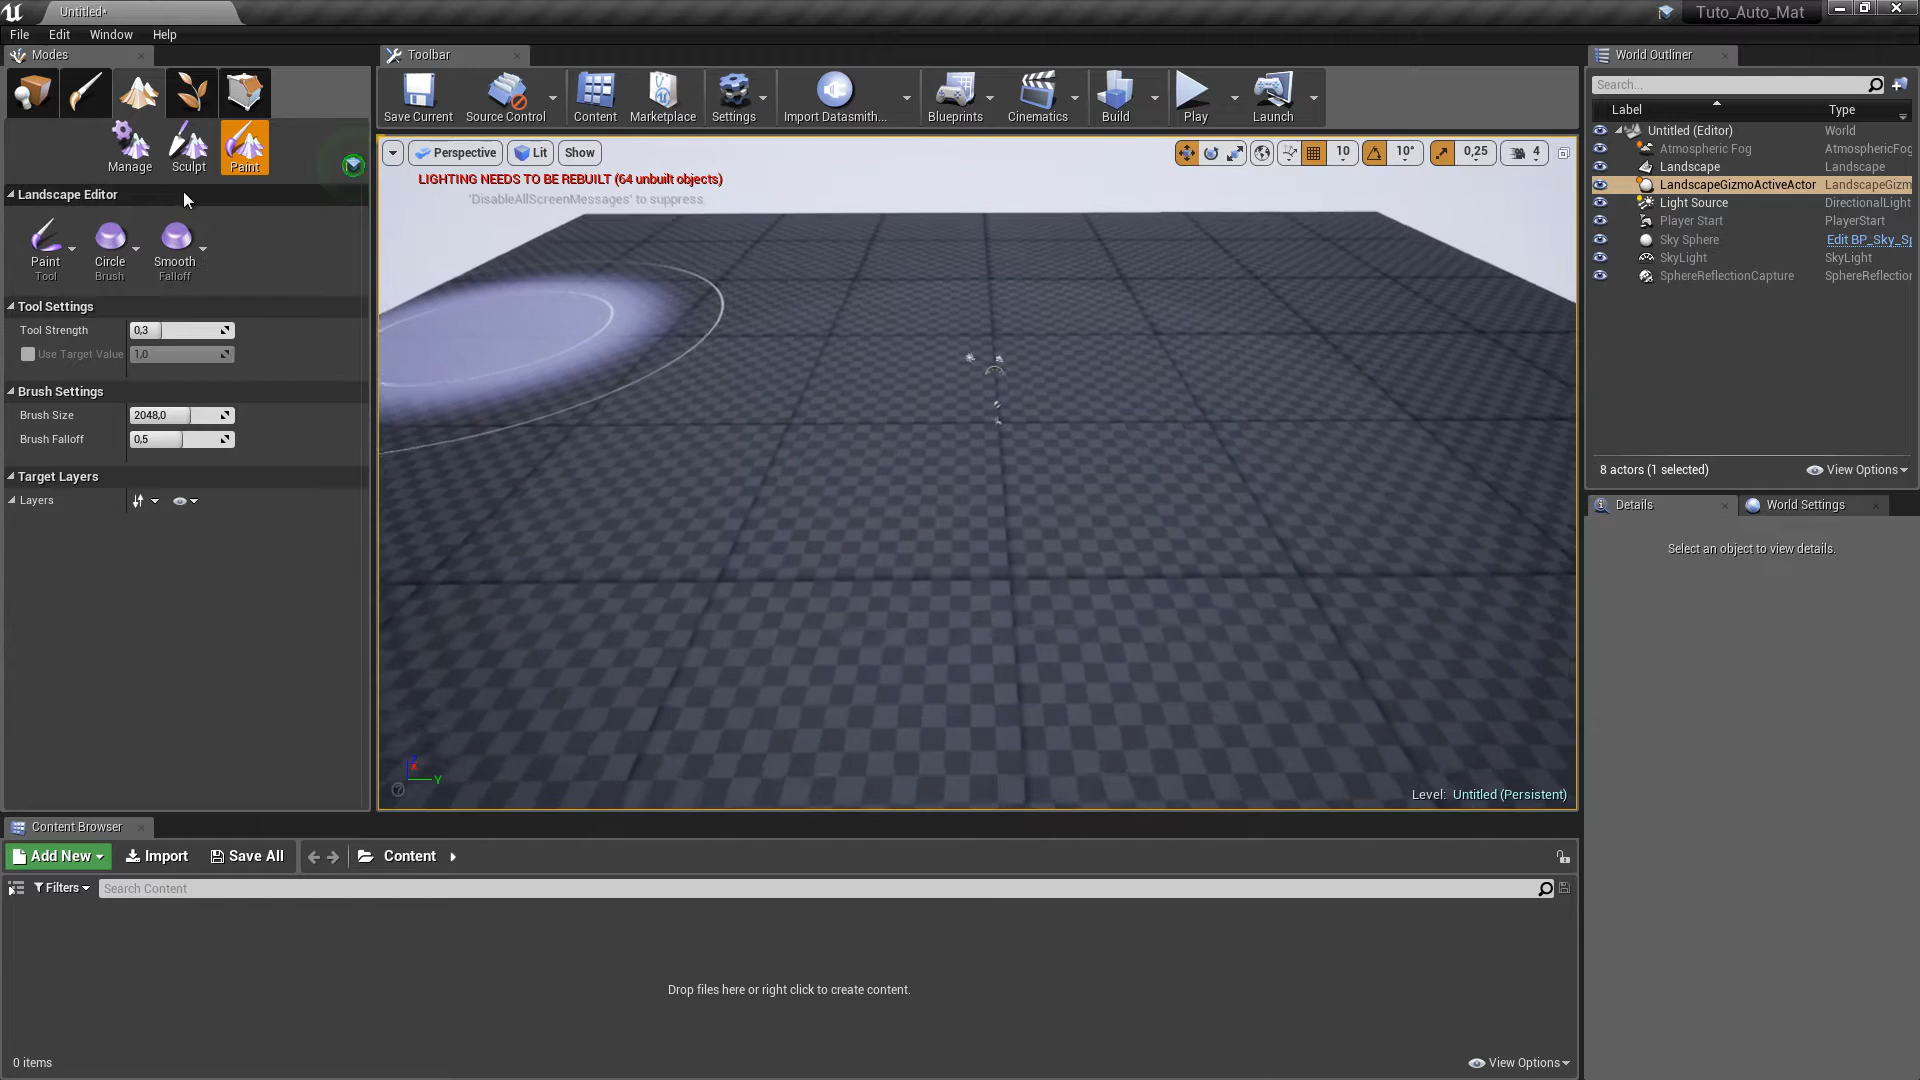 Untitled*
Tuto_Auto_Mat
File Edit Window Help
Modes
Toolbar
World Outliner
Save Current
Source Control
Content
Marketplace
Settings
Import Datasmith...
Blueprints
Cinematics
Build
Play
Launch
Search...
Label Type
Manage
Sculpt
Paint
Landscape Editor
Paint
Tool
Circle
Brush
Smooth
Falloff
Tool Settings
Tool Strength 0,3
Use Target Value 1,0
Brush Settings
Brush Size 2048,0
Brush Falloff 0,5
Target Layers
Layers
Perspective
Lit
Show
10
10°
0,25
4
LIGHTING NEEDS TO BE REBUILT (64 unbuilt objects)
'DisableAllScreenMessages' to suppress
Y
Level: Untitled (Persistent)
Untitled (Editor) World
Atmospheric Fog AtmosphericFog
Landscape Landscape
LandscapeGizmoActiveActor LandscapeGizm
Light Source DirectionalLight
Player Start PlayerStart
Sky Sphere Edit BP_Sky_Sp
SkyLight SkyLight
SphereReflectionCapture SphereReflection
8 actors (1 selected)
View Options
Details
World Settings
Select an object to view details.
Content Browser
Add New
Import
Save All
Content
Filters
Search Content
Drop files here or right click to create content.
0 items
View Options